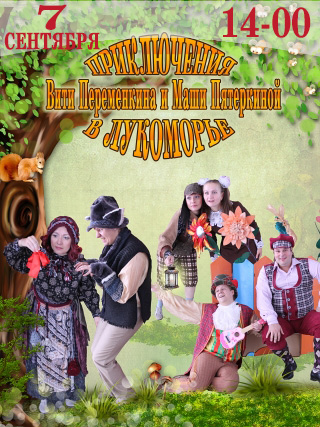 7
СЕНТЯБРЯ
14-00
ПРИКЛЮЧЕНИЯ
Вити Переменкина и Маши Пятеркиной
В ЛУКОМОРЬЕ